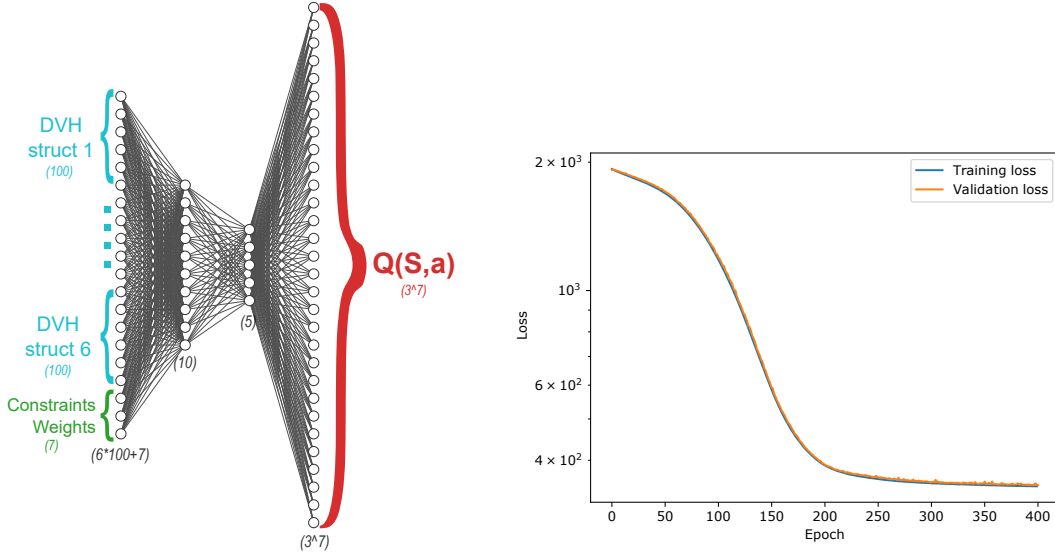 DVH
struct 1
(100)
DVH
struct 6
(100)
Constraints
Weights
(7)
(6*100+7)
(10)
(5)
Q(S,a)
(3^7)
(3^7)
Training loss
Validation loss
2 × 10³
10³
6 × 10²
4 × 10²
Loss
0 50 100 150 200 250 300 350 400
Epoch